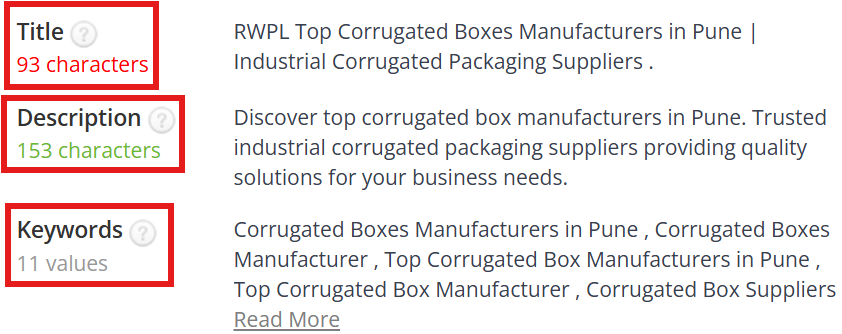 Title ?
93 characters
RWPL Top Corrugated Boxes Manufacturers in Pune |
Industrial Corrugated Packaging Suppliers .
Description ?
153 characters
Discover top corrugated box manufacturers in Pune. Trusted
industrial corrugated packaging suppliers providing quality
solutions for your business needs.
Keywords ?
11 values
Corrugated Boxes Manufacturers in Pune , Corrugated Boxes
Manufacturer , Top Corrugated Box Manufacturers in Pune ,
Top Corrugated Box Manufacturer , Corrugated Box Suppliers
Read More